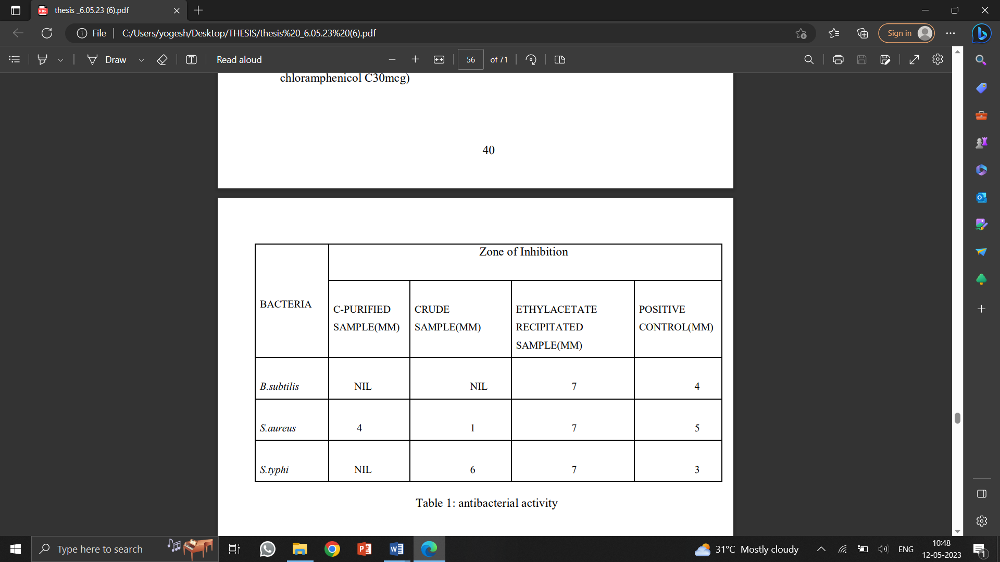 thesis _6.05.23 (6).pdf
File
C:/Users/yogesh/Desktop/THESIS/thesis%20_6.05.23%20(6).pdf
Sign in
Draw
Read aloud
56 of 71
chloramphenicol C30mcg)
40
Zone of Inhibition
BACTERIA
C-PURIFIED
SAMPLE(MM)
CRUDE
SAMPLE(MM)
ETHYLACETATE
RECIPITATED
SAMPLE(MM)
POSITIVE
CONTROL(MM)
B.subtilis NIL NIL 7 4
S.aureus 4 1 7 5
S.typhi NIL 6 7 3
Table 1: antibacterial activity
Type here to search
31°C Mostly cloudy
ENG
10:48
12-05-2023
1